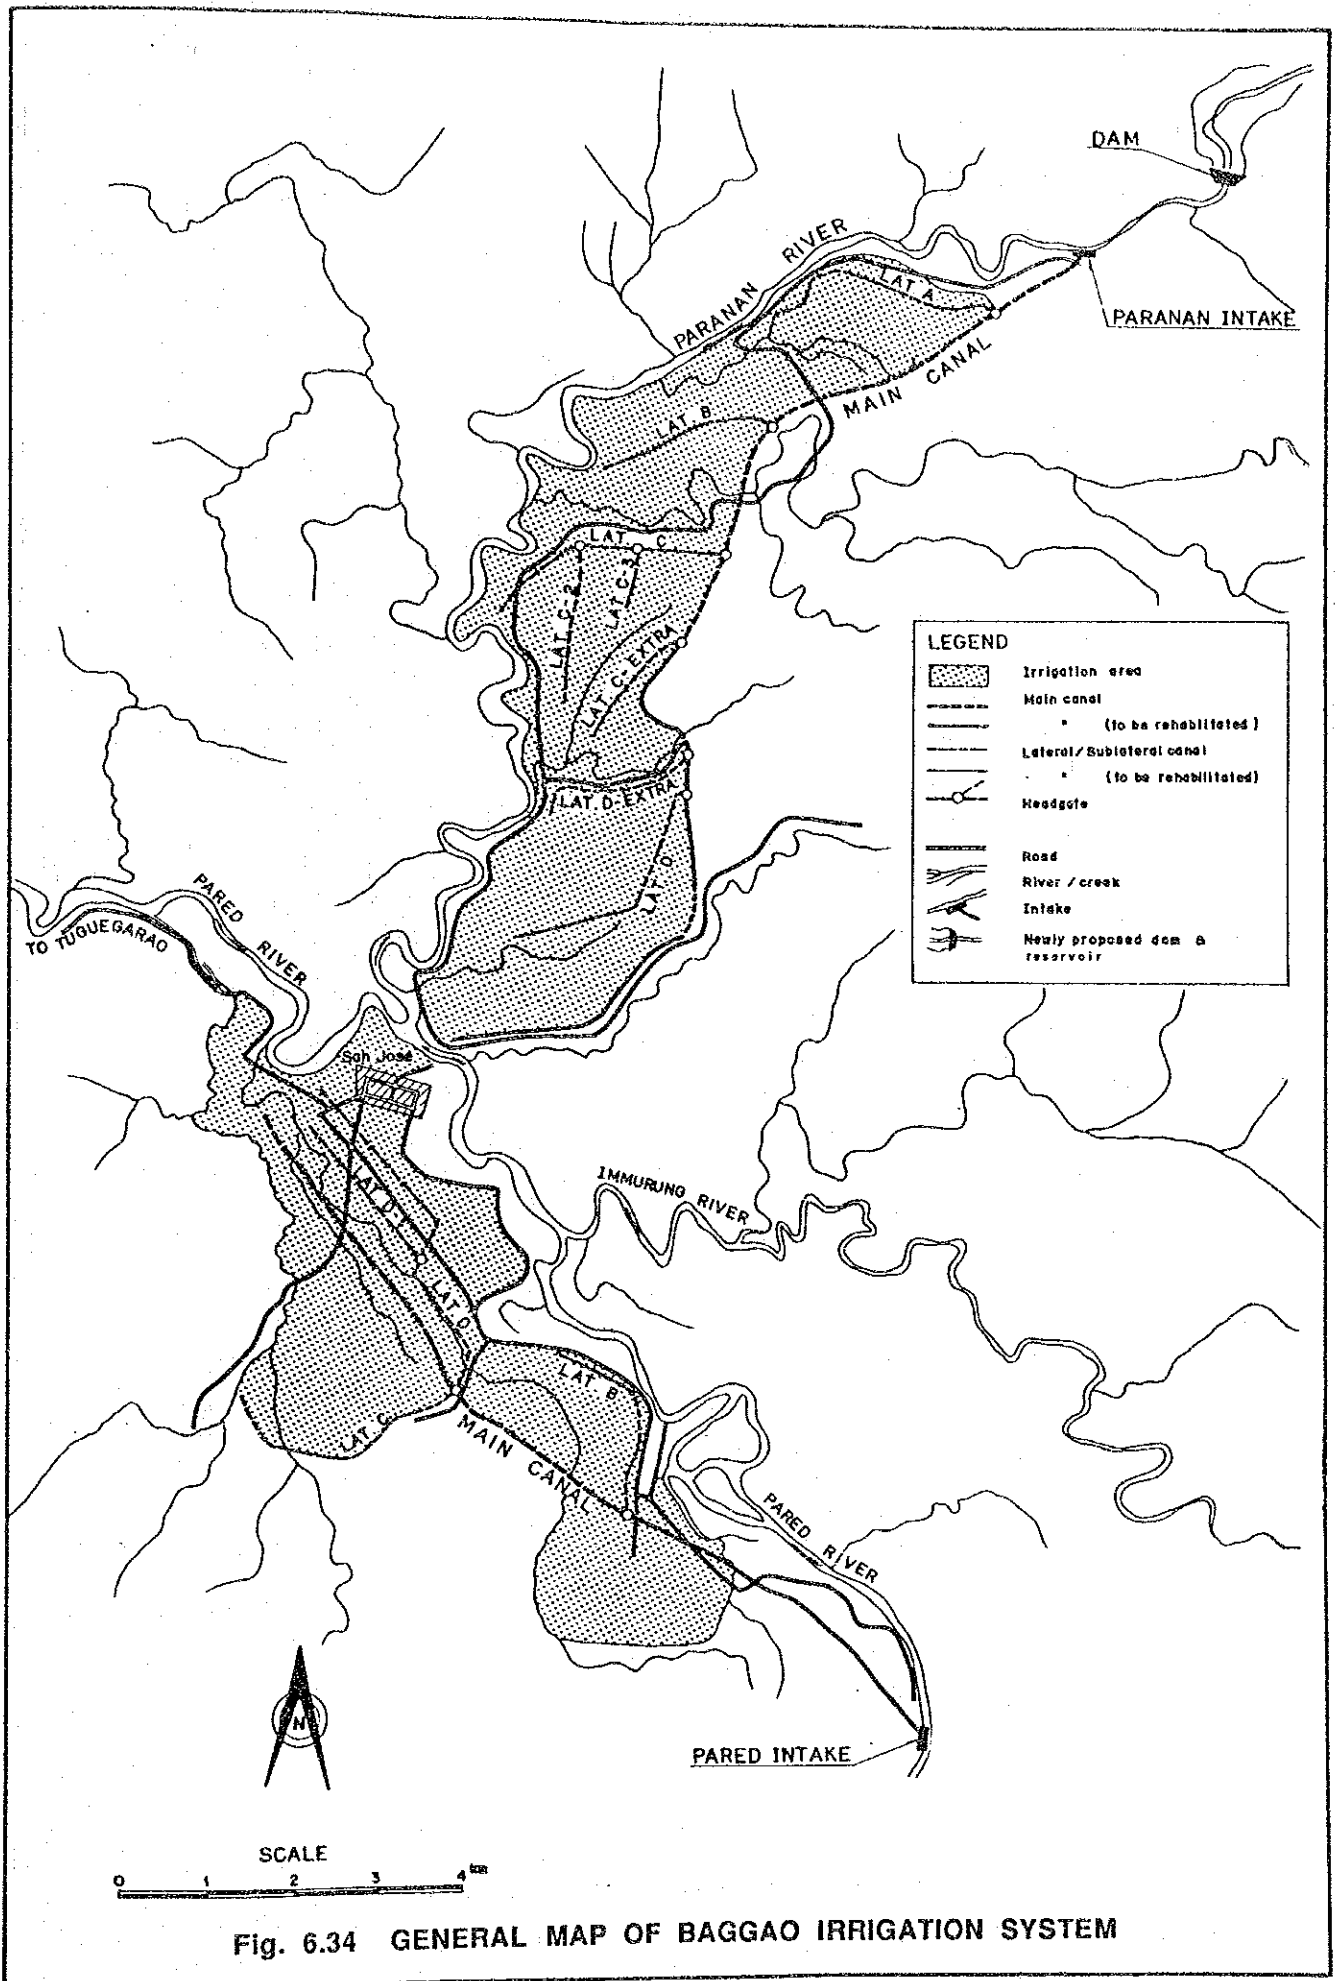 DAM
PARANAN RIVER
LAT. A
PARANAN INTAKE
MAIN CANAL
LAT. B
LAT. C
LAT. C-2
LAT. C-3
LAT. C-EXTRA
LAT. D-EXTRA
LAT. D
LEGEND
Irrigation area
Main canal
" (to be rehabilitated)
Lateral/Sublateral canal
" (to be rehabilitated)
Headgate
Road
River / creek
Intake
Newly proposed dam &
reservoir
PARED RIVER
TO TUGUEGARAO
San José
IMMURUNG RIVER
LAT. D-1
LAT. D
LAT. B
LAT. C
MAIN CANAL
PARED RIVER
PARED INTAKE
N
SCALE
0 1 2 3 4 km
Fig. 6.34 GENERAL MAP OF BAGGAO IRRIGATION SYSTEM